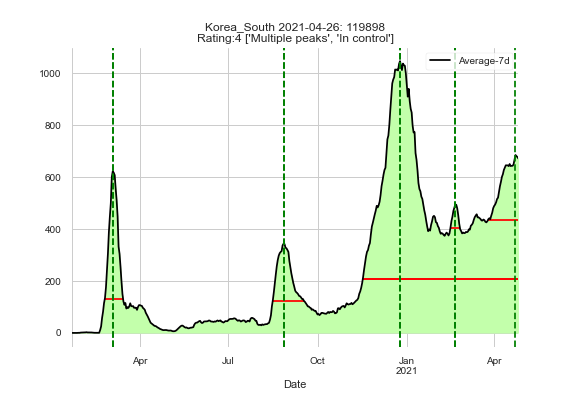 Korea_South 2021-04-26: 119898
Rating:4 ['Multiple peaks', 'In control']
Average-7d
1000
800
600
400
200
0
Apr
Jul
Oct
Jan
2021
Apr
Date